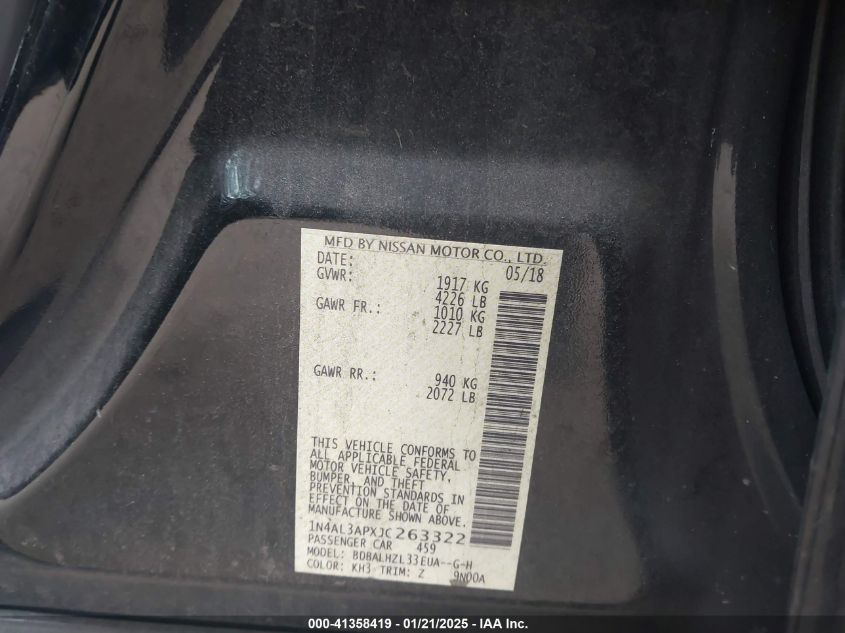 MFD BY NISSAN MOTOR CO., LTD.
DATE: 05/18
GVWR: 1917 KG
4226 LB
GAWR FR.: 1010 KG
2227 LB
GAWR RR.: 940 KG
2072 LB
THIS VEHICLE CONFORMS TO
ALL APPLICABLE FEDERAL
MOTOR VEHICLE SAFETY,
BUMPER, AND THEFT
PREVENTION STANDARDS IN
EFFECT ON THE DATE OF
MANUFACTURE SHOWN ABOVE.
1N4AL3APXJC263322
PASSENGER CAR 459
MODEL: BDBALHZL33EUA--G-H
COLOR: KH3 TRIM: Z 9N00A
000-41358419 - 01/21/2025 - IAA Inc.